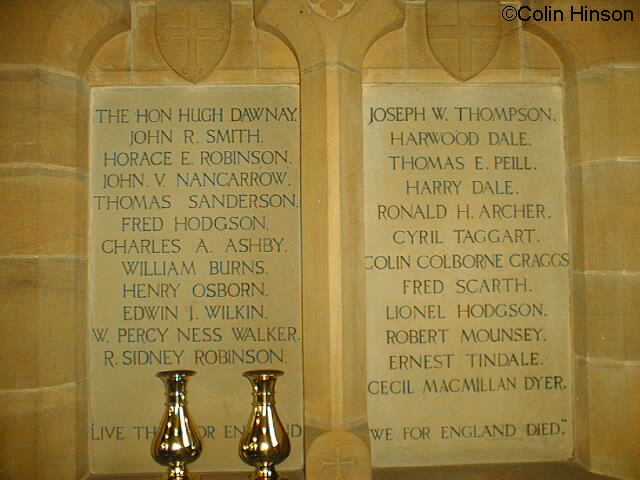 ©Colin Hinson
THE HON HUGH DAWNAY.
JOHN R. SMITH.
HORACE E. ROBINSON.
JOHN. V. NANCARROW.
THOMAS SANDERSON.
FRED HODGSON.
CHARLES A. ASHBY.
WILLIAM BURNS.
HENRY OSBORN.
EDWIN I. WILKIN.
W. PERCY NESS WALKER.
R. SIDNEY ROBINSON.
"LIVE FOR ENGLAND
JOSEPH W. THOMPSON.
HARWOOD DALE.
THOMAS E. PEILL.
HARRY DALE.
RONALD H. ARCHER.
CYRIL TAGGART.
COLIN COLBORNE CRAGGS
FRED SCARTH.
LIONEL HODGSON.
ROBERT MOUNSEY.
ERNEST TINDALE.
CECIL MACMILLAN DYER.
WE FOR ENGLAND DIED."